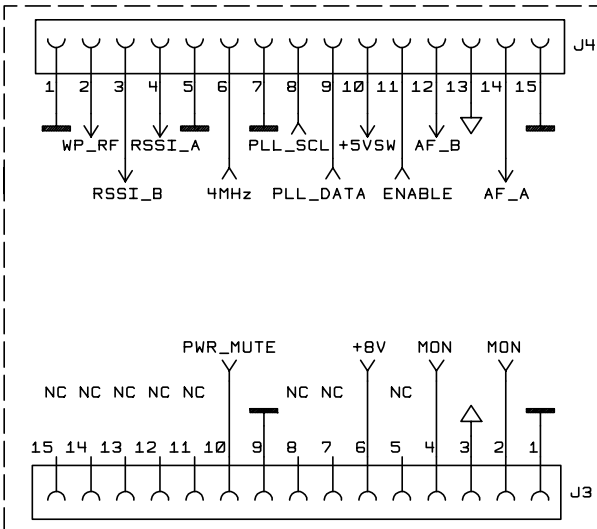 J4
1 2 3 4 5 6 7 8 9 10 11 12 13 14 15
WP_RF RSSI_A PLL_SCL +5VSW AF_B
RSSI_B 4MHz PLL_DATA ENABLE AF_A
PWR_MUTE +8V MON MON
NC NC NC NC NC NC NC NC
15 14 13 12 11 10 9 8 7 6 5 4 3 2 1
J3